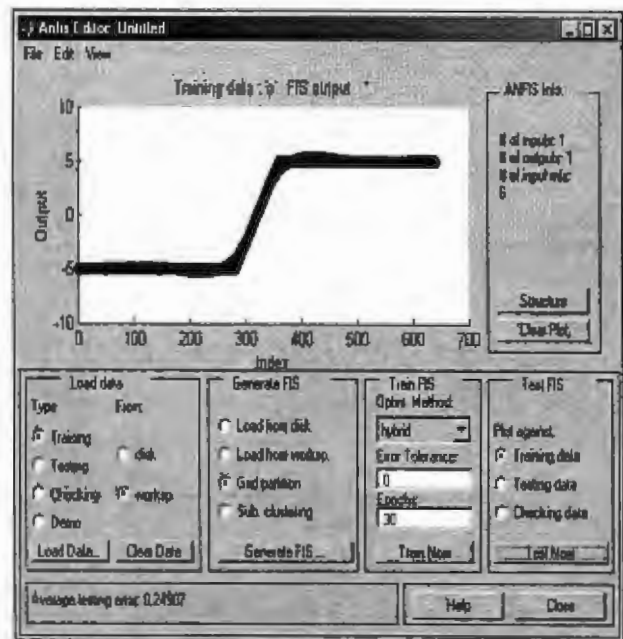 Anfis Editor: Untitled
File Edit View
Training data : o FIS output : *
10
5
0
-5
-10
Output
0 100 200 300 400 500 600 700
Index
ANFIS Info.
# of inputs: 1
# of outputs: 1
# of input mfs:
6
Structure
Clear Plot
Load data
Type: From:
Training
Testing
Checking
Demo
disk
worksp.
Load Data... Clear Data
Generate FIS
Load from disk
Load from worksp.
Grid partition
Sub. clustering
Generate FIS ...
Train FIS
Optim. Method:
hybrid
Error Tolerance:
0
Epochs:
30
Train Now
Test FIS
Plot against:
Training data
Testing data
Checking data
Test Now
Average testing error: 0.24907
Help Close